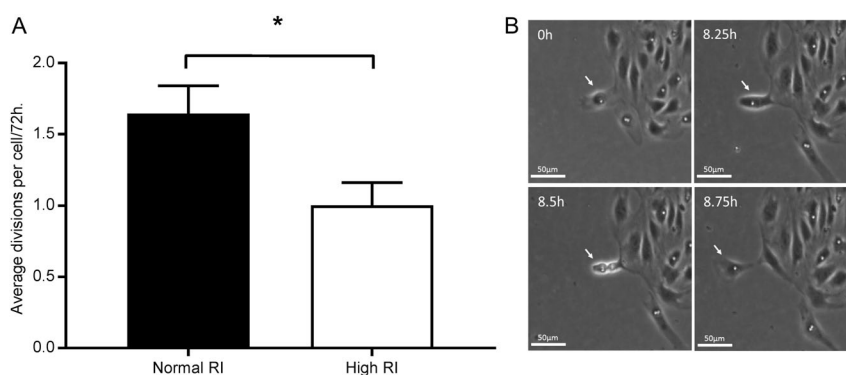 A
*
Average divisions per cell/72h.
2.0
1.5
1.0
0.5
0.0
Normal RI
High RI
B
0h
50µm
8.25h
50µm
8.5h
50µm
8.75h
50µm